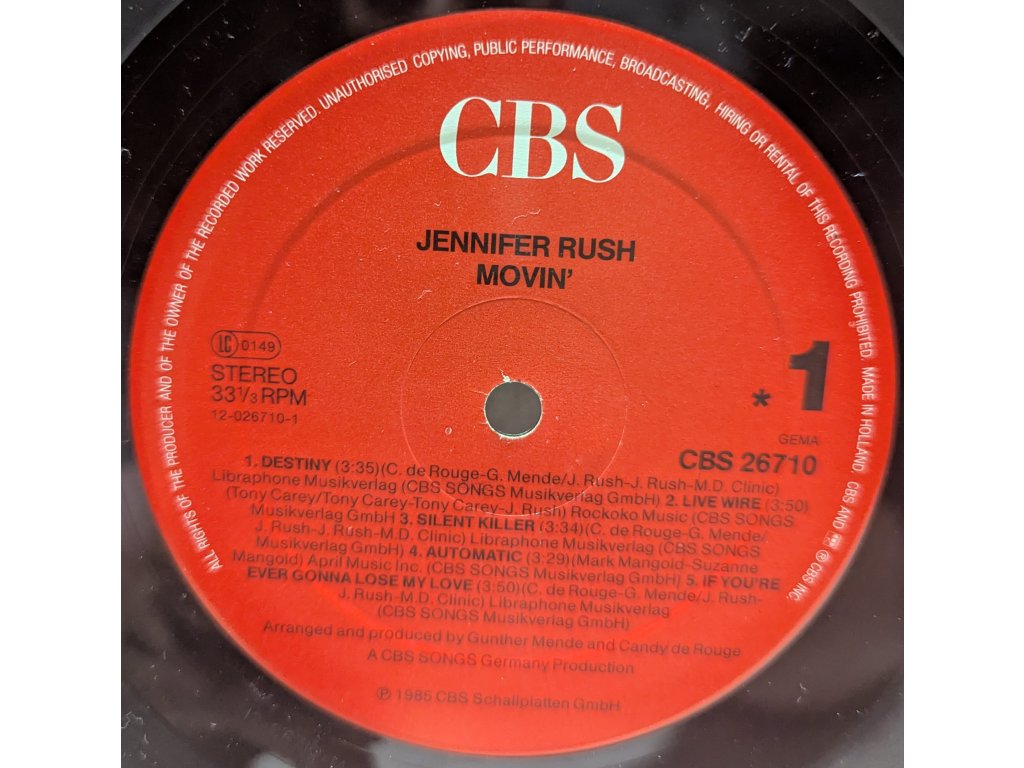 ALL RIGHTS OF THE PRODUCER AND OF THE OWNER OF THE RECORDED WORK RESERVED. UNAUTHORISED COPYING, PUBLIC PERFORMANCE, BROADCASTING, HIRING OR RENTAL OF THIS RECORDING PROHIBITED. MADE IN HOLLAND. CBS AND ® CBS INC.
CBS
JENNIFER RUSH
MOVIN'
LC 0149
STEREO
33⅓ RPM
12-026710-1
* 1
GEMA
CBS 26710
1. DESTINY (3:35)(C. de Rouge-G. Mende/J. Rush-J. Rush-M.D. Clinic)
Libraphone Musikverlag (CBS SONGS Musikverlag GmbH) 2. LIVE WIRE (3:50)
(Tony Carey/Tony Carey-Tony Carey-J. Rush) Rockoko Music (CBS SONGS
Musikverlag GmbH 3. SILENT KILLER (3:34)(C. de Rouge-G. Mende/
J. Rush-J. Rush-M.D. Clinic) Libraphone Musikverlag (CBS SONGS
Musikverlag GmbH) 4. AUTOMATIC (3:29)(Mark Mangold-Suzanne
Mangold) April Music Inc. (CBS SONGS Musikverlag GmbH) 5. IF YOU'RE
EVER GONNA LOSE MY LOVE (3:50)(C. de Rouge-G. Mende/J. Rush-
J. Rush-M.D. Clinic) Libraphone Musikverlag
(CBS SONGS Musikverlag GmbH)
Arranged and produced by Gunther Mende and Candy de Rouge
A CBS SONGS Germany Production
℗ 1985 CBS Schallplatten GmbH